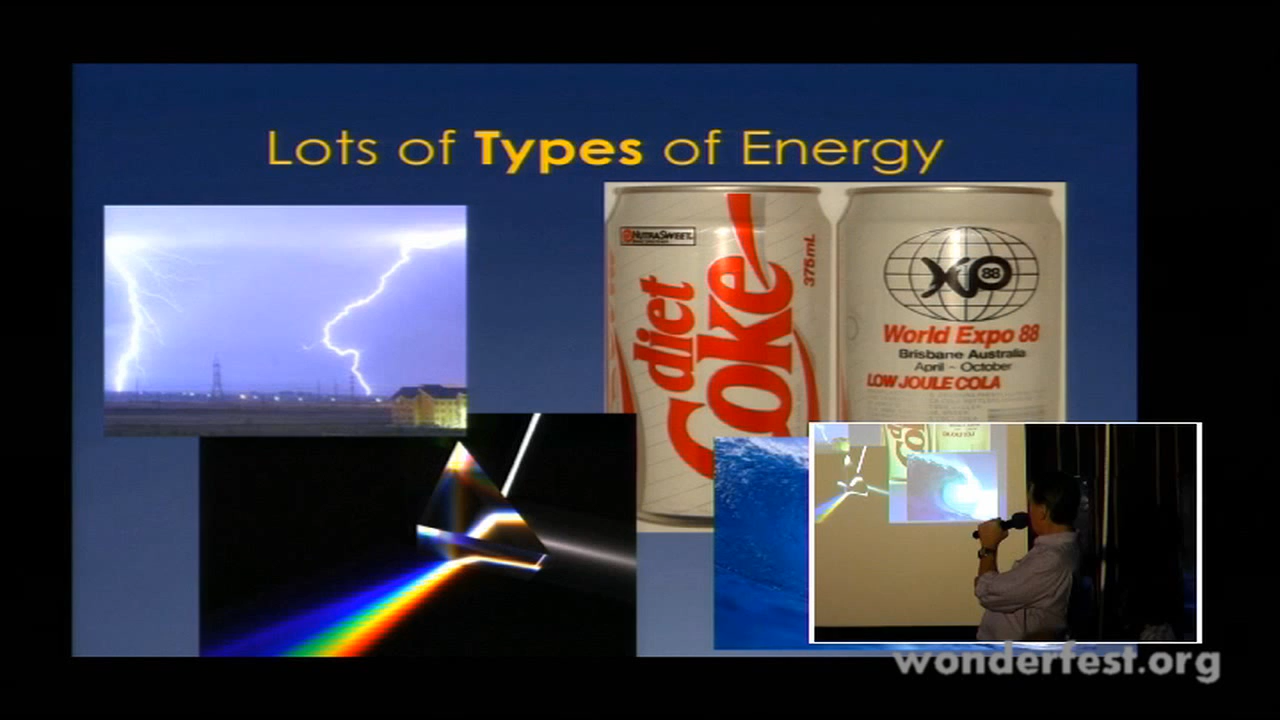 Lots of Types of Energy
NUTRASWEET
diet
Coke
375mL
88
World Expo 88
Brisbane Australia
April - October
LOW JOULE COLA
Coke
wonderfest.org